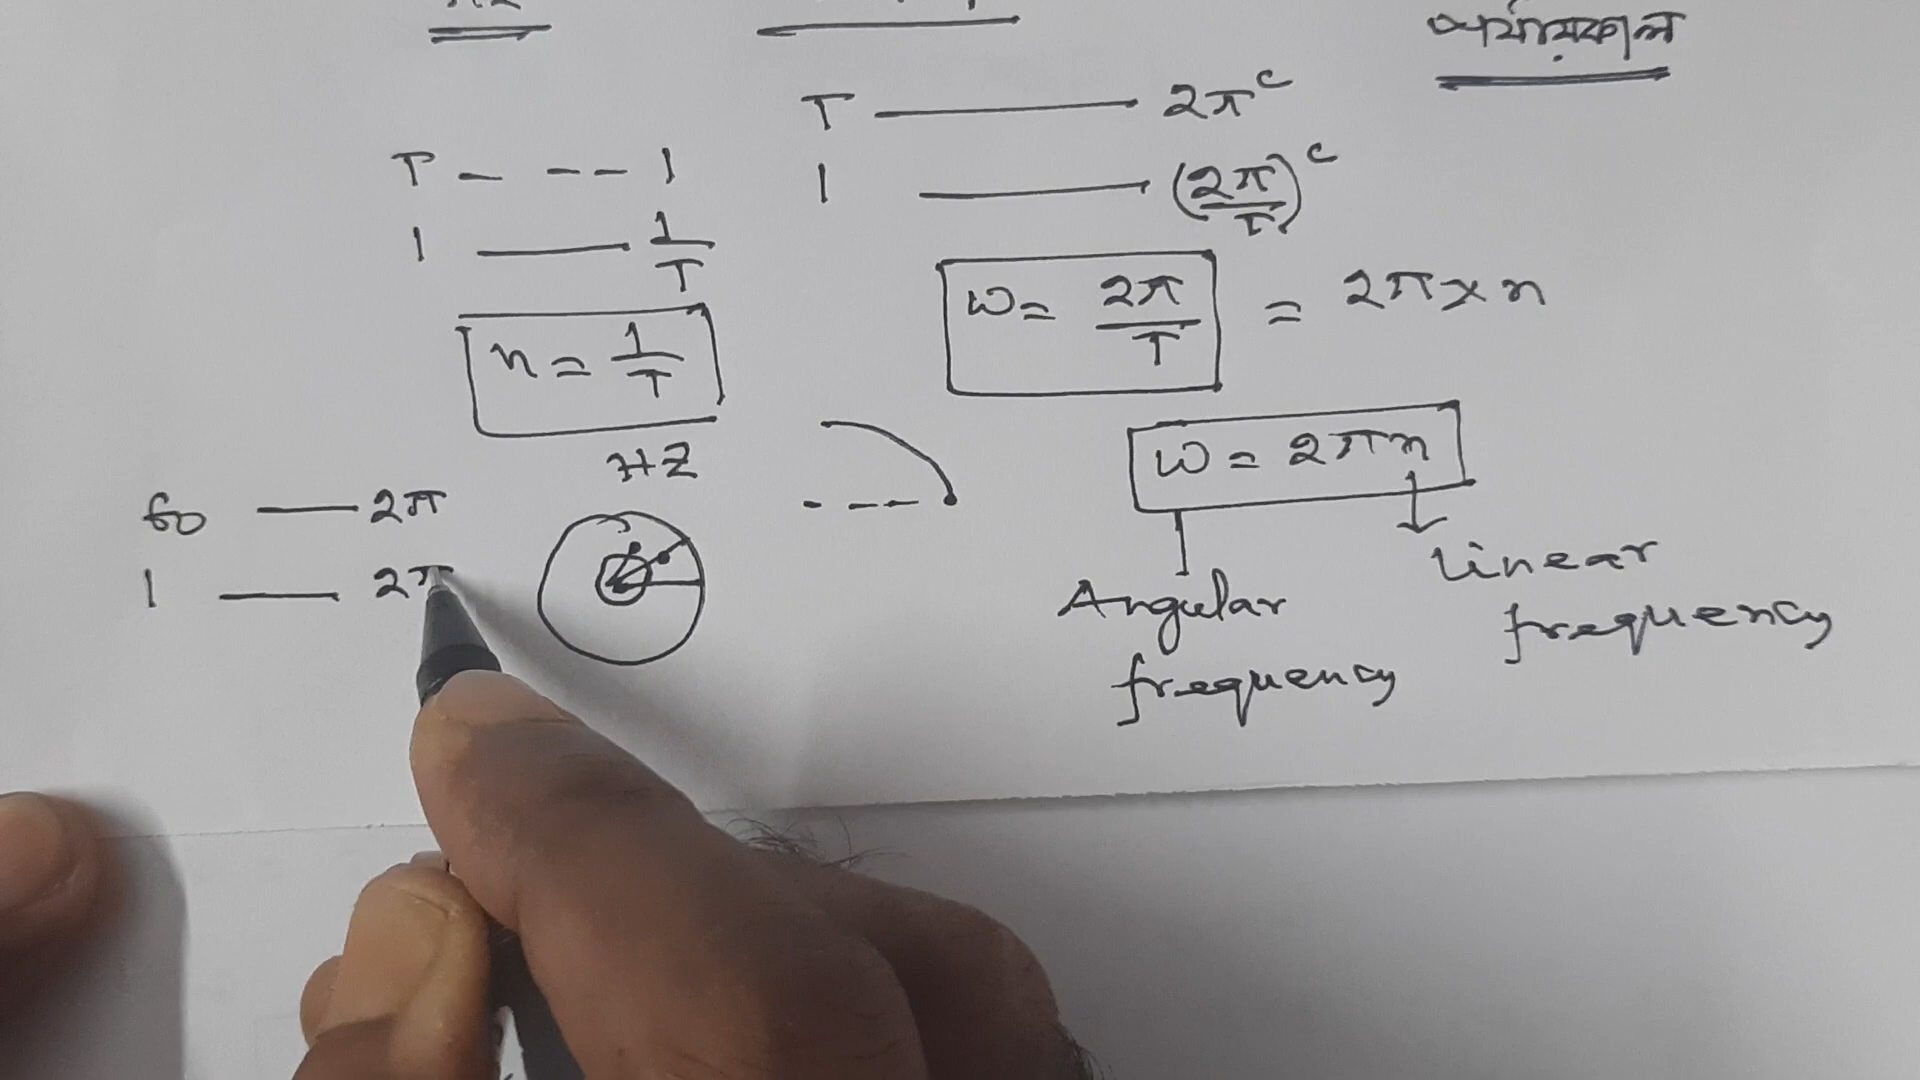 পর্যায়কাল
T — --- 1
1 —— 1/T
n = 1/T
HZ
T —— 2π^c
1 —— (2π/T)^c
ω = 2π/T = 2π×n
ω = 2πn
Angular
frequency
Linear
frequency
60 —— 2π
1 —— 2π